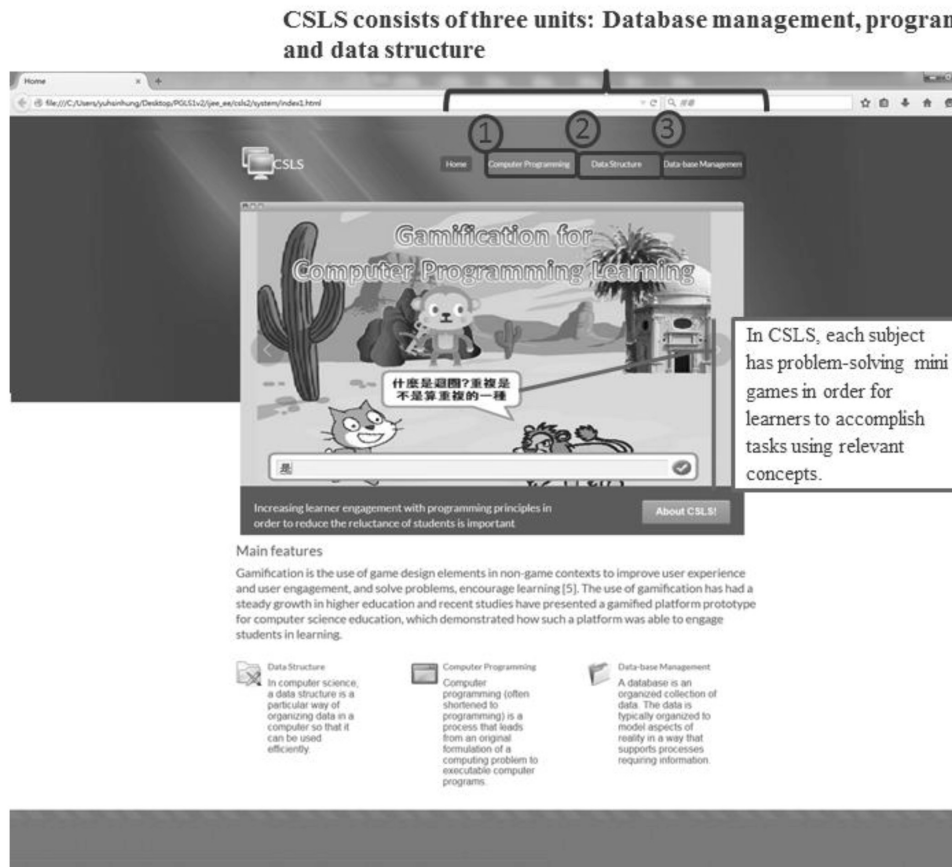 CSLS consists of three units: Database management, program
and data structure
Home
file:///C:/Users/yuhsinhung/Desktop/PGLS1v2/ijee_ee/csls2/system/index1.html
搜尋
1
2
3
CSLS
Home
Computer Programming
Data Structure
Data-base Management
Gamification for
Computer Programming Learning
什麼是迴圈?重複是
不是算重複的一種
是
In CSLS, each subject
has problem-solving mini
games in order for
learners to accomplish
tasks using relevant
concepts.
Increasing learner engagement with programming principles in
order to reduce the reluctance of students is important
About CSLS!
Main features
Gamification is the use of game design elements in non-game contexts to improve user experience
and user engagement, and solve problems, encourage learning [5]. The use of gamification has had a
steady growth in higher education and recent studies have presented a gamified platform prototype
for computer science education, which demonstrated how such a platform was able to engage
students in learning.
Data Structure
In computer science,
a data structure is a
particular way of
organizing data in a
computer so that it
can be used
efficiently.
Computer Programming
Computer
programming (often
shortened to
programming) is a
process that leads
from an original
formulation of a
computing problem to
executable computer
programs.
Data-base Management
A database is an
organized collection of
data. The data is
typically organized to
model aspects of
reality in a way that
supports processes
requiring information.